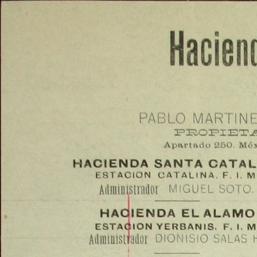 Haciend
PABLO MARTINE
PROPIETA
Apartado 250. Méx
HACIENDA SANTA CATAL
ESTACION CATALINA. F. I. M
Administrador MIGUEL SOTO.
HACIENDA EL ALAMO
ESTACION YERBANIS. F. I. M
Administrador DIONISIO SALAS H